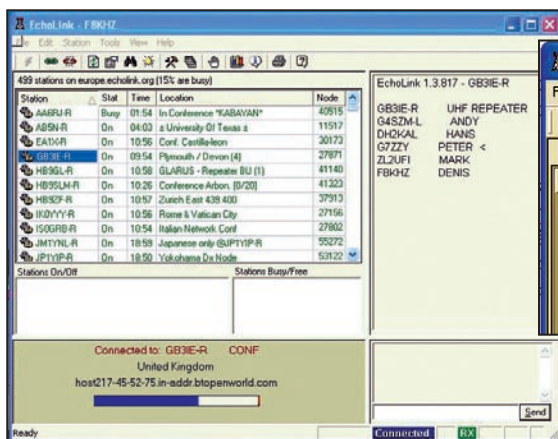 EchoLink - F8KHZ
File Edit Station Tools View Help
499 stations on europe.echolink.org (15% are busy)
Station Stat Time Location Node
AA6RJ-R Busy 01:54 In Conference *KABAYAN* 40515
AB5N-R On 04:03 ± University Of Texas ± 11517
EA1X-R On 10:56 Conf. Castilla-leon 30173
GB3IE-R On 09:54 Plymouth / Devon [4] 27871
HB9GL-R On 10:58 GLARUS - Repeater BU (1) 41140
HB9SLM-R On 10:26 Conference Arbon. [0/20] 41323
HB9ZF-R On 10:57 Zurich East 439.400 37913
IK0YYY-R On 10:56 Rome & Vatican City 27156
IS0GRB-R On 10:54 Italian Network Conf 27802
JM1YNL-R On 18:59 Japanese only @JP1YIP-R 55272
JP1YIP-R On 18:50 Yokohama Dx Node 53122
Stations On/Off Stations Busy/Free
Connected to: GB3IE-R CONF
United Kingdom
host217-45-52-75.in-addr.btopenworld.com
Ready
EchoLink 1.3.817 - GB3IE-R
GB3IE-R UHF REPEATER
G4SZM-L ANDY
DH2KAL HANS
G7ZZY PETER <
ZL2UFI MARK
F8KHZ DENIS
Send
Connected RX